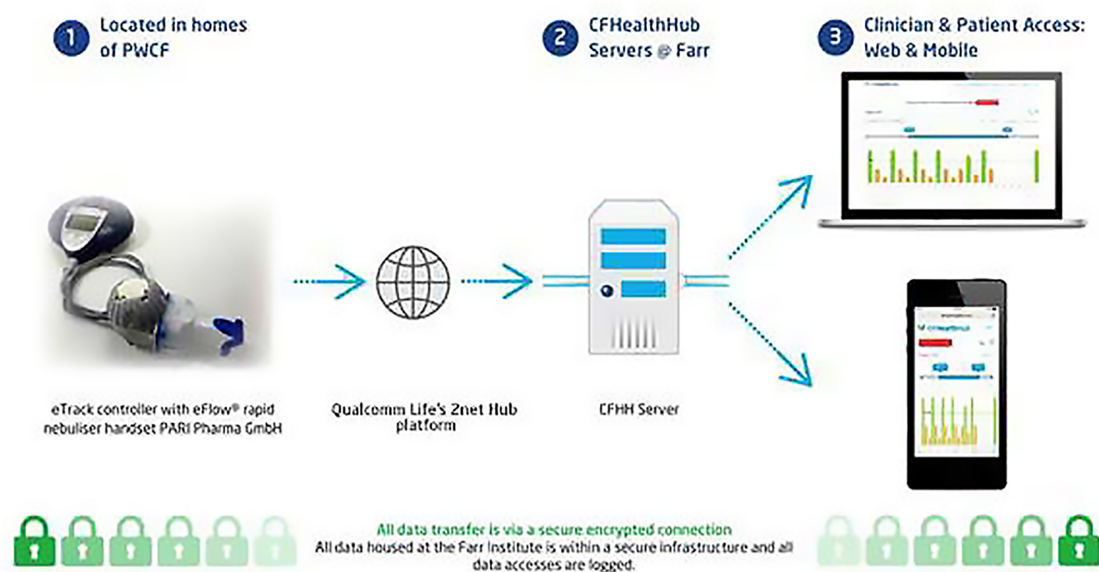 1 Located in homes
of PWCF
2 CFHealthHub
Servers @ Farr
3 Clinician & Patient Access:
Web & Mobile
eTrack controller with eFlow® rapid
nebuliser handset PARI Pharma GmbH
Qualcomm Life's 2net Hub
platform
CFHH Server
CFHealthHub
All data transfer is via a secure encrypted connection
All data housed at the Farr Institute is within a secure infrastructure and all
data accesses are logged.